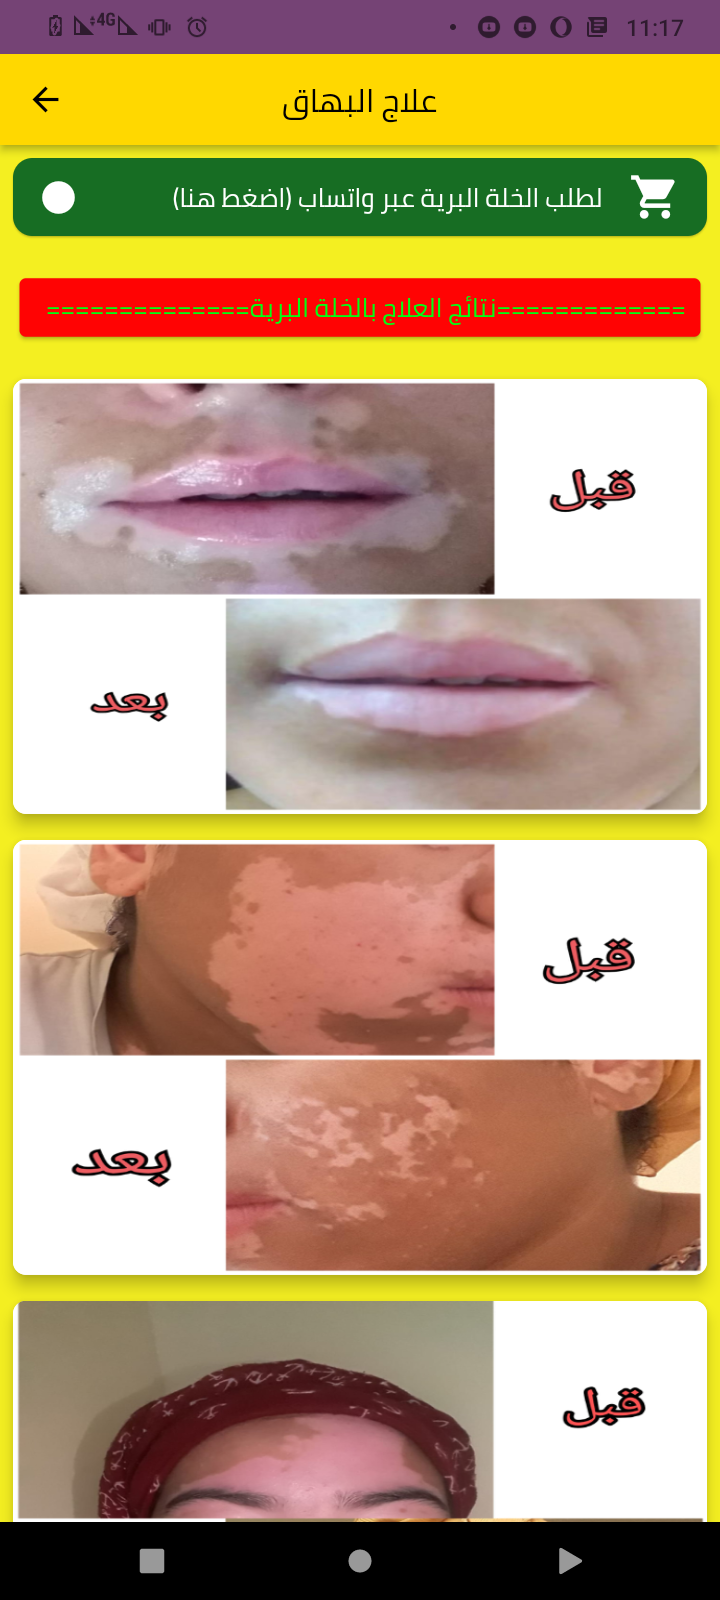 4G 11:17
علاج البهاق
لطلب الخلة البرية عبر واتساب (اضغط هنا)
=============نتائج العلاج بالخلة البرية==============
قبل
بعد
قبل
بعد
قبل